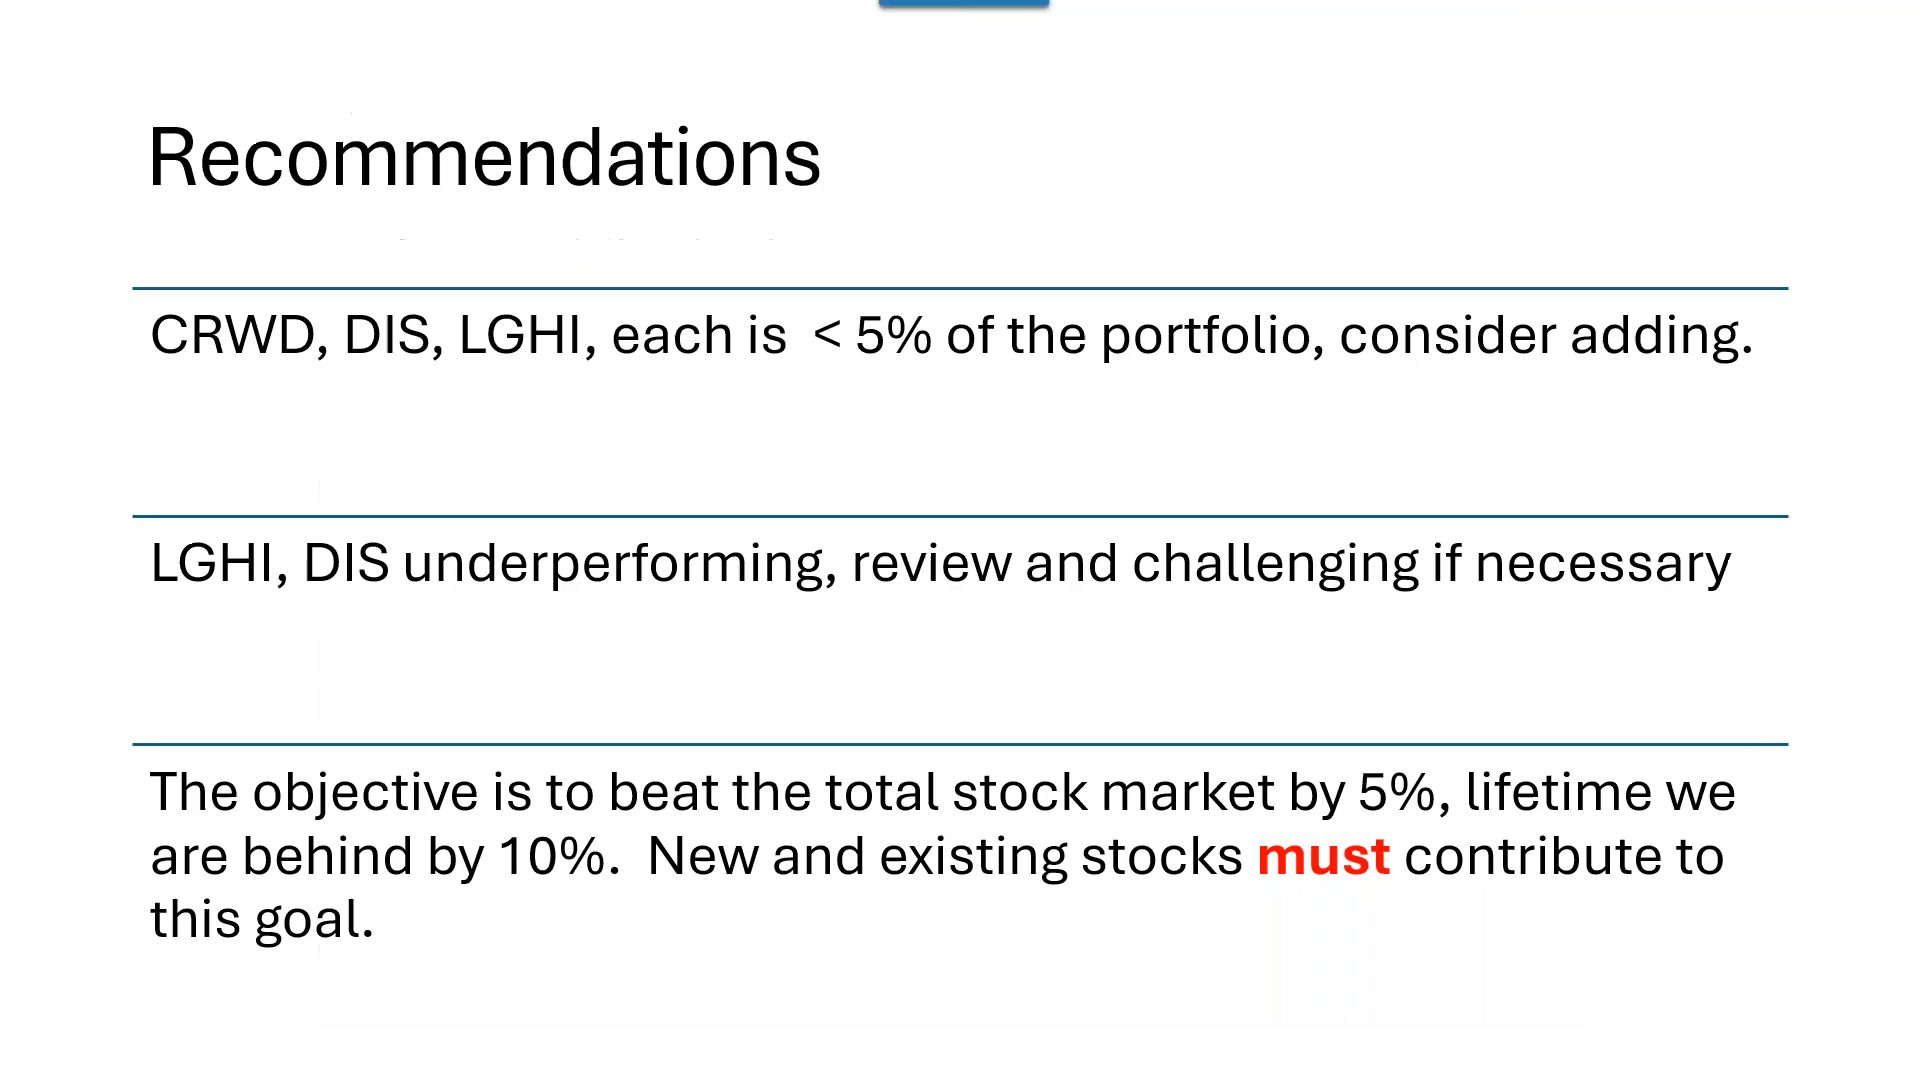 Recommendations
CRWD, DIS, LGHI, each is  < 5% of the portfolio, consider adding.
LGHI, DIS underperforming, review and challenging if necessary
The objective is to beat the total stock market by 5%, lifetime we
are behind by 10%.  New and existing stocks must contribute to
this goal.